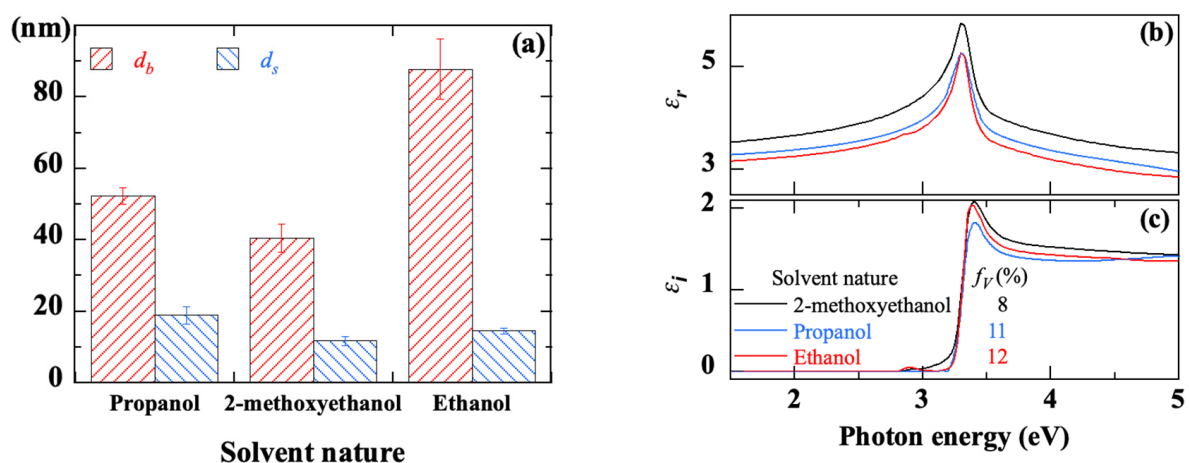 (nm)
(a)
d_b d_s
80
60
40
20
0
Propanol 2-methoxyethanol Ethanol
Solvent nature
(b)
ε_r
5
3
(c)
ε_i
2
1
0
Solvent nature f_V (%)
2-methoxyethanol 8
Propanol 11
Ethanol 12
2 3 4 5
Photon energy (eV)